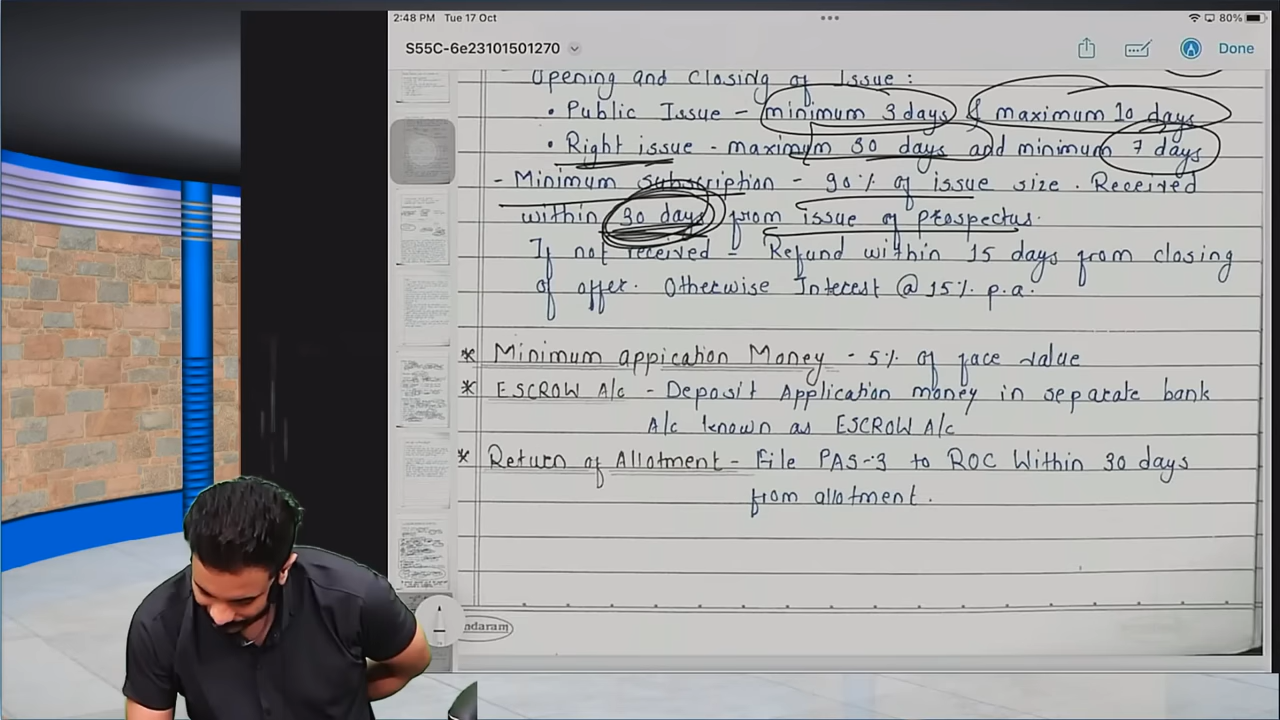 2:48 PM Tue 17 Oct
80%
S55C-6e23101501270
Done
Opening and Closing of Issue :
• Public Issue - minimum 3 days & maximum 10 days
• Right issue - maximum 30 days and minimum 7 days
- Minimum subscription - 90% of issue size. Received
within 30 days from issue of prospectus.
If not received - Refund within 15 days from closing
of offer. Otherwise Interest @ 15% p.a.
* Minimum appication Money - 5% of face value
* ESCROW A/c - Deposit Application money in separate bank
A/c known as ESCROW A/c
* Return of Allotment - File PAS-3 to ROC Within 30 days
from allotment.
ndaram